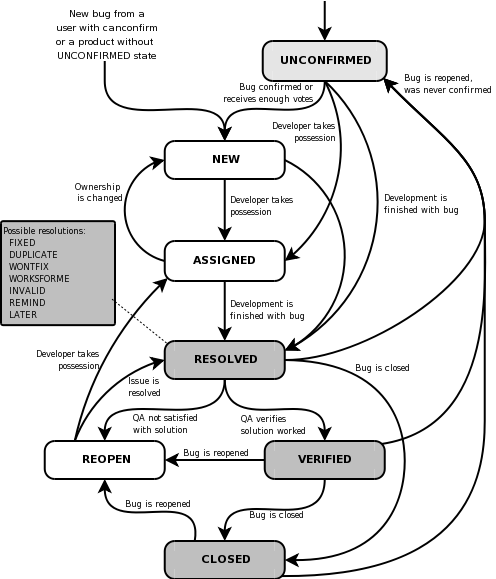 New bug from a
user with canconfirm
or a product without
UNCONFIRMED state
UNCONFIRMED
Bug is reopened,
was never confirmed
Bug confirmed or
receives enough votes
Developer takes
possession
NEW
Ownership
is changed
Developer takes
possession
Development is
finished with bug
Possible resolutions:
FIXED
DUPLICATE
WONTFIX
WORKSFORME
INVALID
REMIND
LATER
ASSIGNED
Development is
finished with bug
Developer takes
possession
RESOLVED
Bug is closed
Issue is
resolved
QA not satisfied
with solution
QA verifies
solution worked
REOPEN
Bug is reopened
VERIFIED
Bug is reopened
Bug is closed
CLOSED